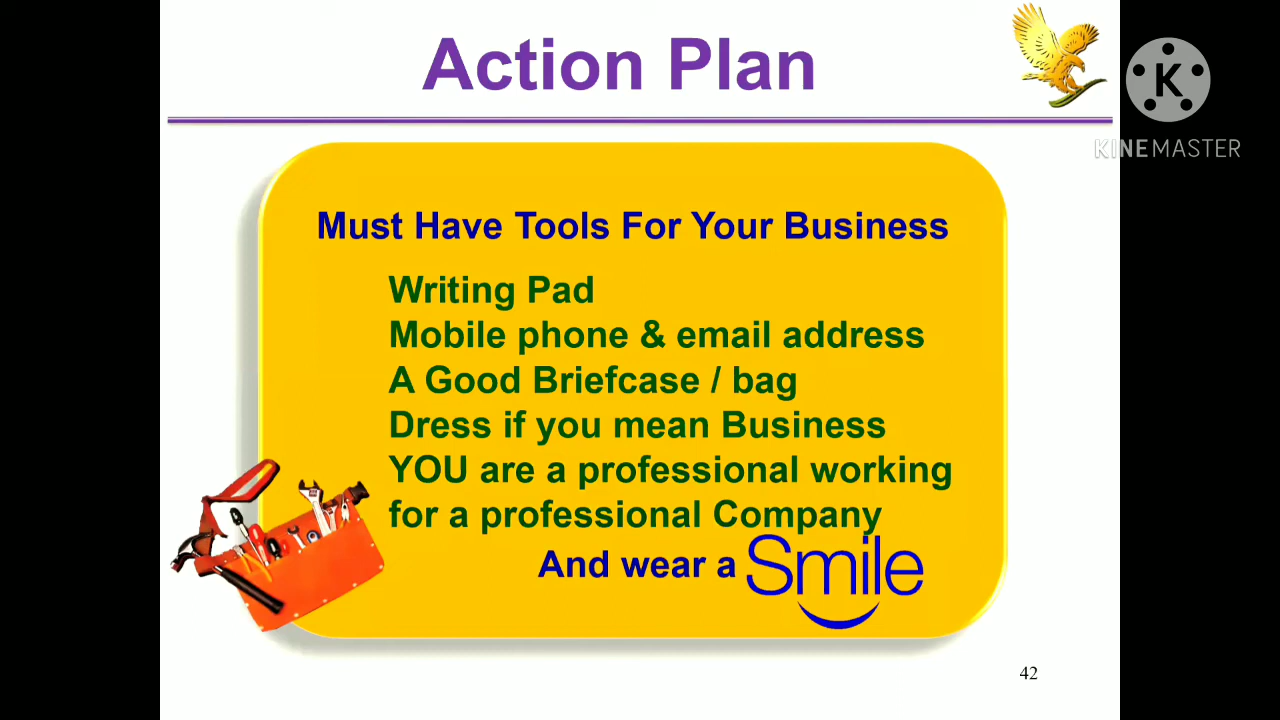 Action Plan
K
KINEMASTER
Must Have Tools For Your Business
Writing Pad
Mobile phone & email address
A Good Briefcase / bag
Dress if you mean Business
YOU are a professional working
for a professional Company
And wear a Smile
42